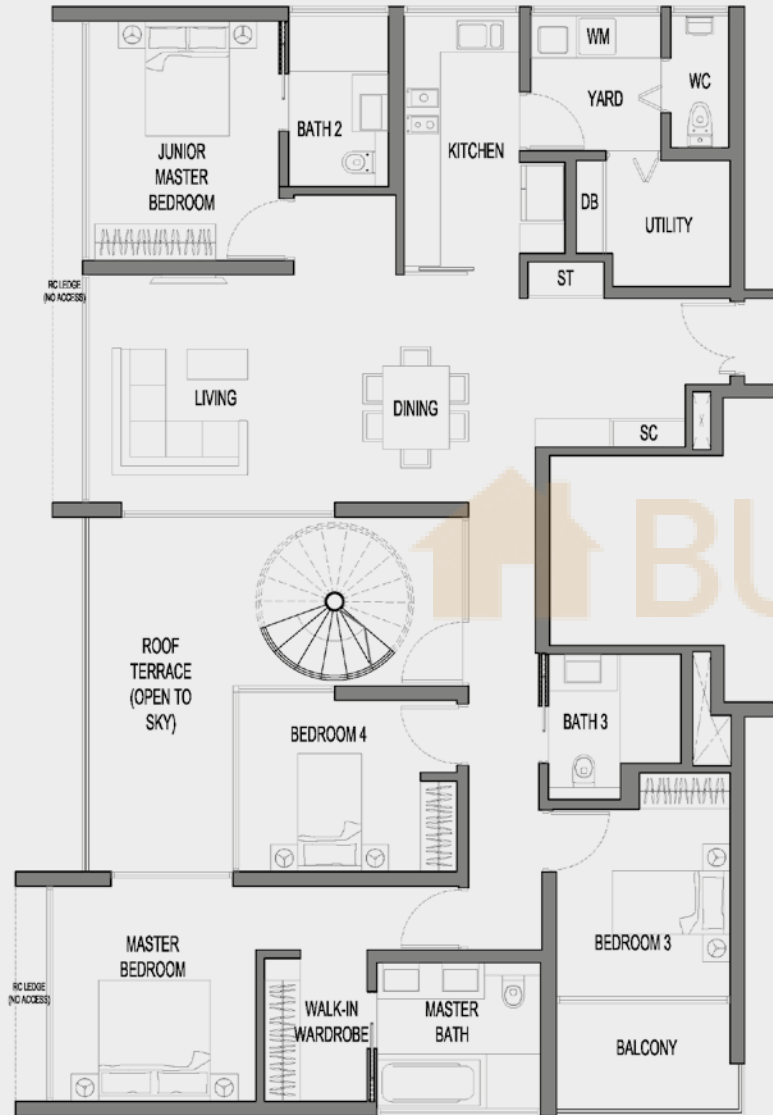 WM
WC
YARD
BATH 2
KITCHEN
JUNIOR
MASTER
BEDROOM
DB
UTILITY
ST
RC LEDGE
(NO ACCESS)
LIVING
DINING
SC
BU
ROOF
TERRACE
(OPEN TO
SKY)
BATH 3
BEDROOM 4
MASTER
BEDROOM
BEDROOM 3
RC LEDGE
(NO ACCESS)
WALK-IN
WARDROBE
MASTER
BATH
BALCONY